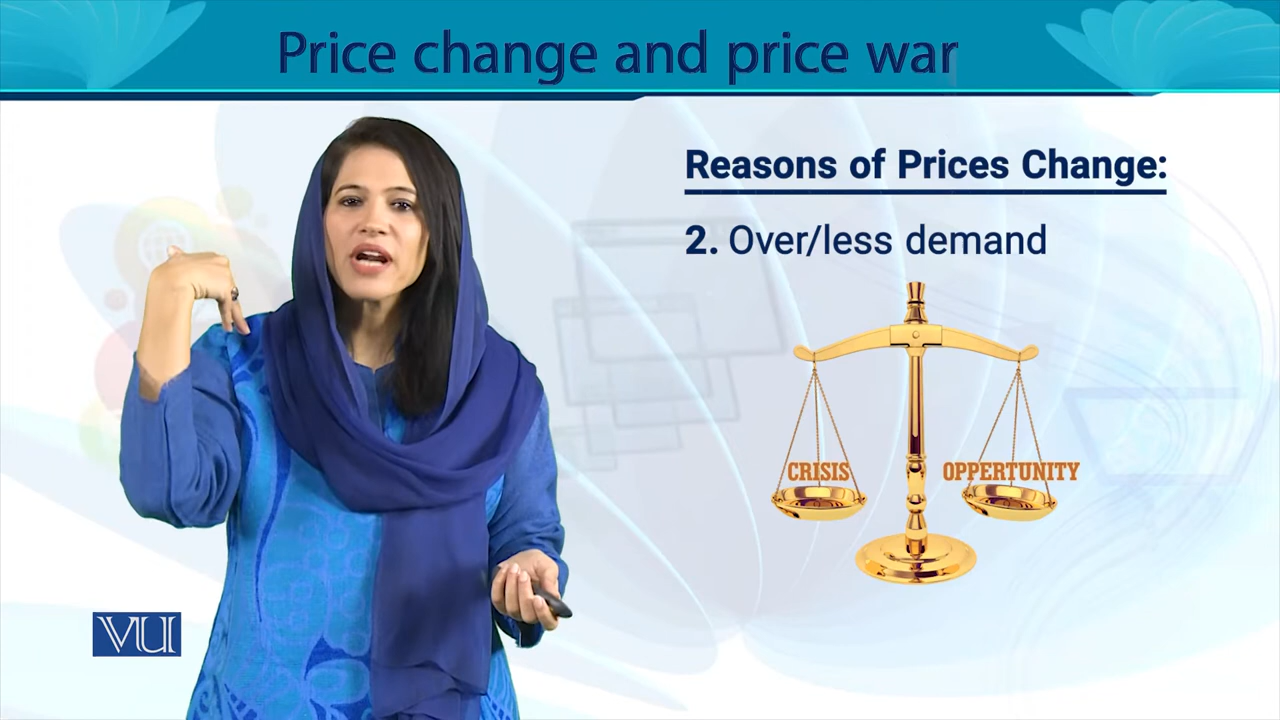 Price change and price war
Reasons of Prices Change:
2. Over/less demand
CRISIS
OPPERTUNITY
VU